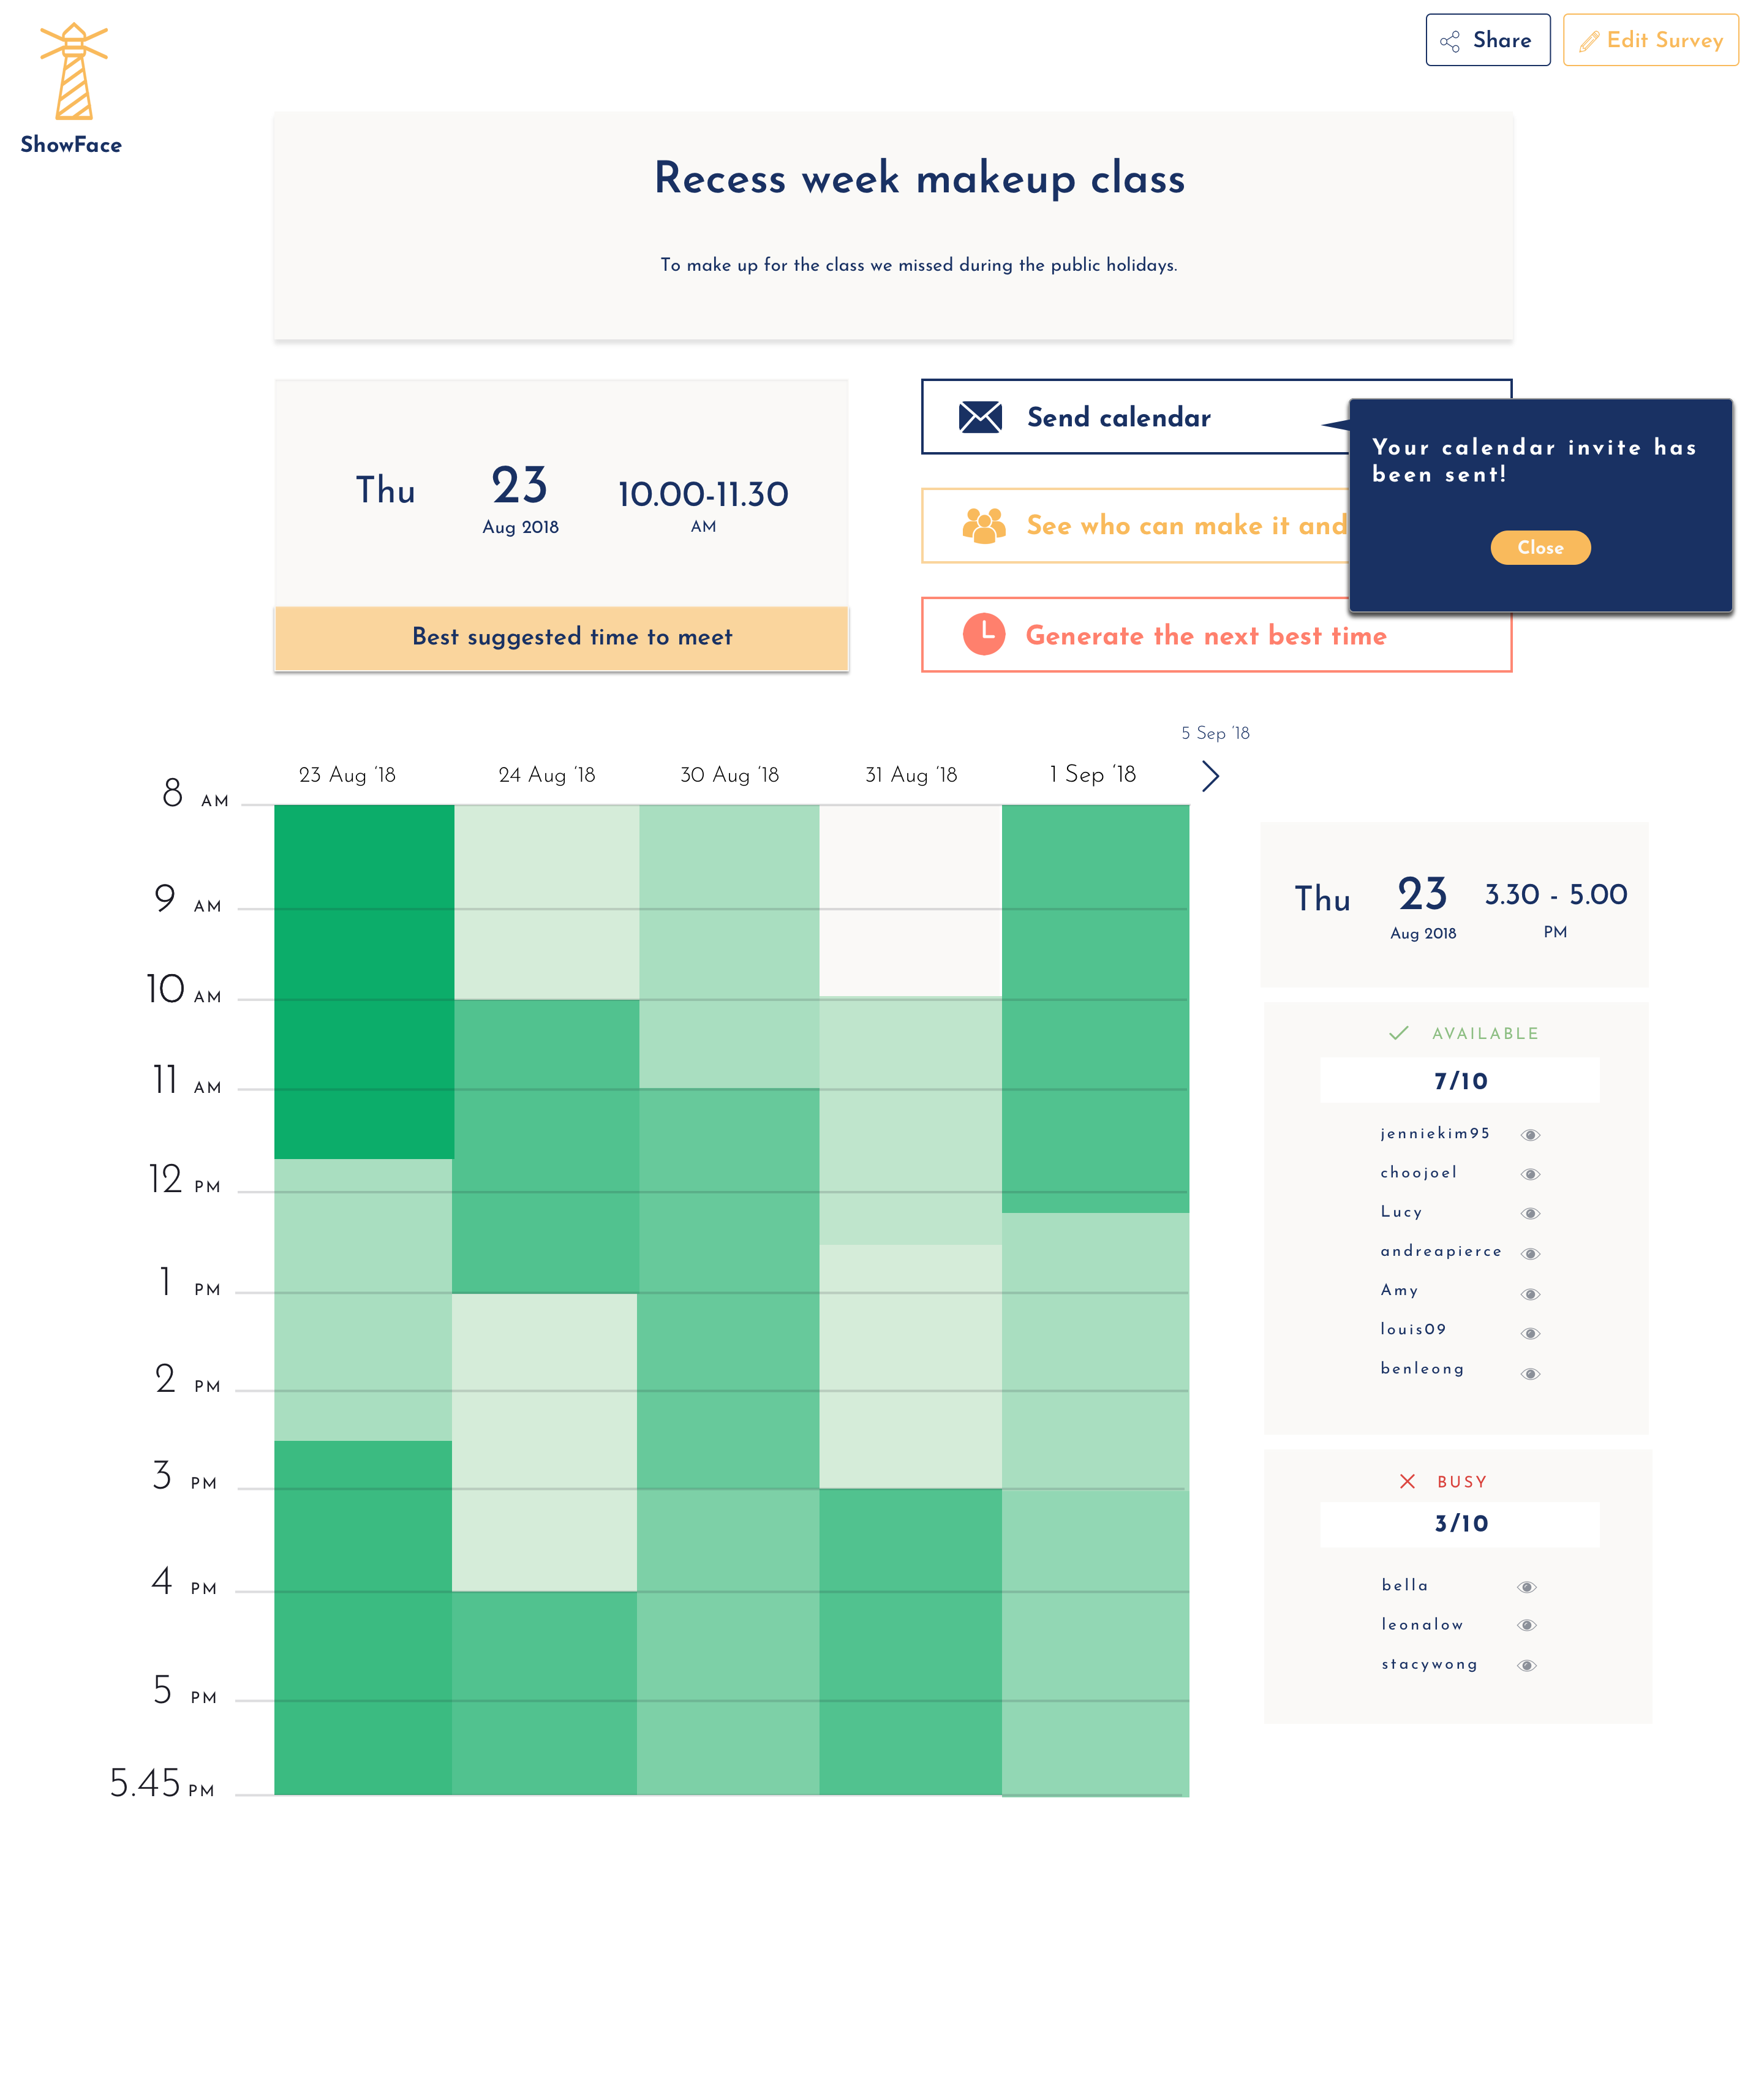 Share
Edit Survey
ShowFace
Recess week makeup class
To make up for the class we missed during the public holidays.
Thu
23
Aug 2018
10.00-11.30
AM
Best suggested time to meet
Send calendar
See who can make it and
Generate the next best time
Your calendar invite has
been sent!
Close
5 Sep '18
23 Aug '18
24 Aug '18
30 Aug '18
31 Aug '18
1 Sep '18
8 AM
9 AM
10 AM
11 AM
12 PM
1 PM
2 PM
3 PM
4 PM
5 PM
5.45 PM
Thu
23
Aug 2018
3.30 - 5.00
PM
AVAILABLE
7/10
jenniekim95
choojoel
Lucy
andreapierce
Amy
louis09
benleong
BUSY
3/10
bella
leonalow
stacywong